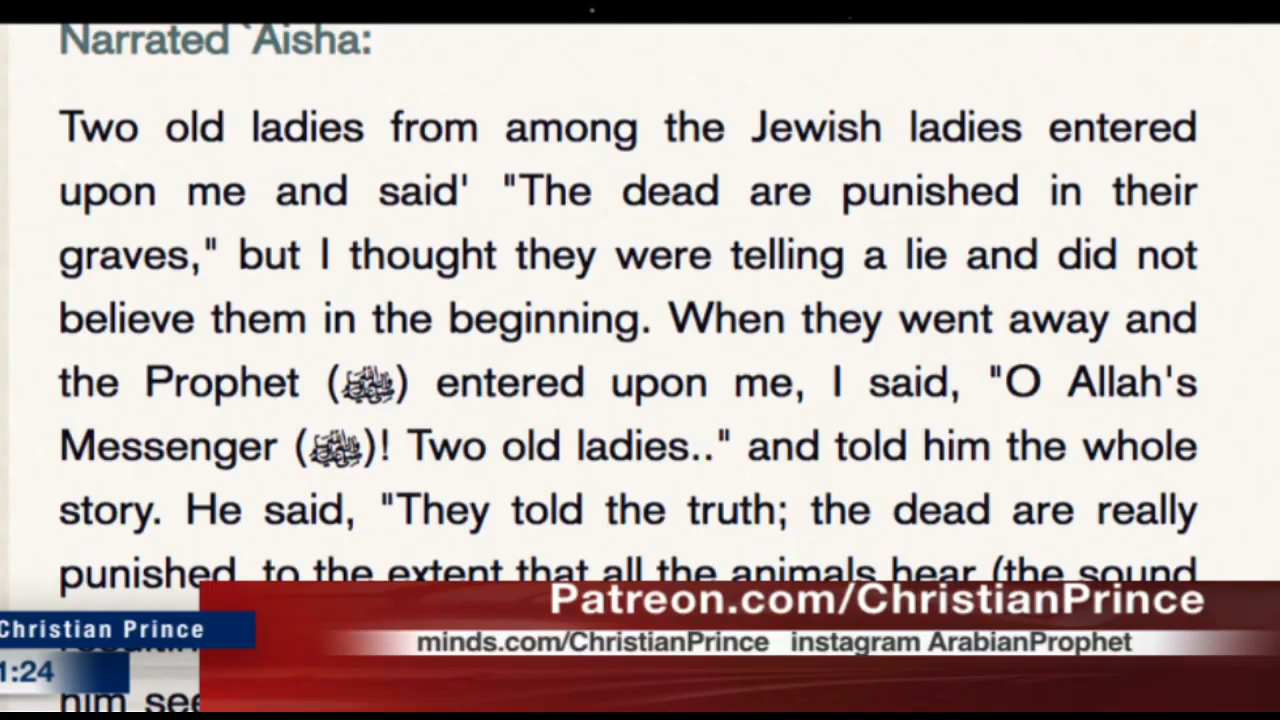 Narrated `Aisha:
Two old ladies from among the Jewish ladies entered
upon me and said' "The dead are punished in their
graves," but I thought they were telling a lie and did not
believe them in the beginning. When they went away and
the Prophet (ﷺ) entered upon me, I said, "O Allah's
Messenger (ﷺ)! Two old ladies.." and told him the whole
story. He said, "They told the truth; the dead are really
punished, to the extent that all the animals hear (the sound
him see
Patreon.com/ChristianPrince
Christian Prince
minds.com/ChristianPrince instagram ArabianProphet
1:24